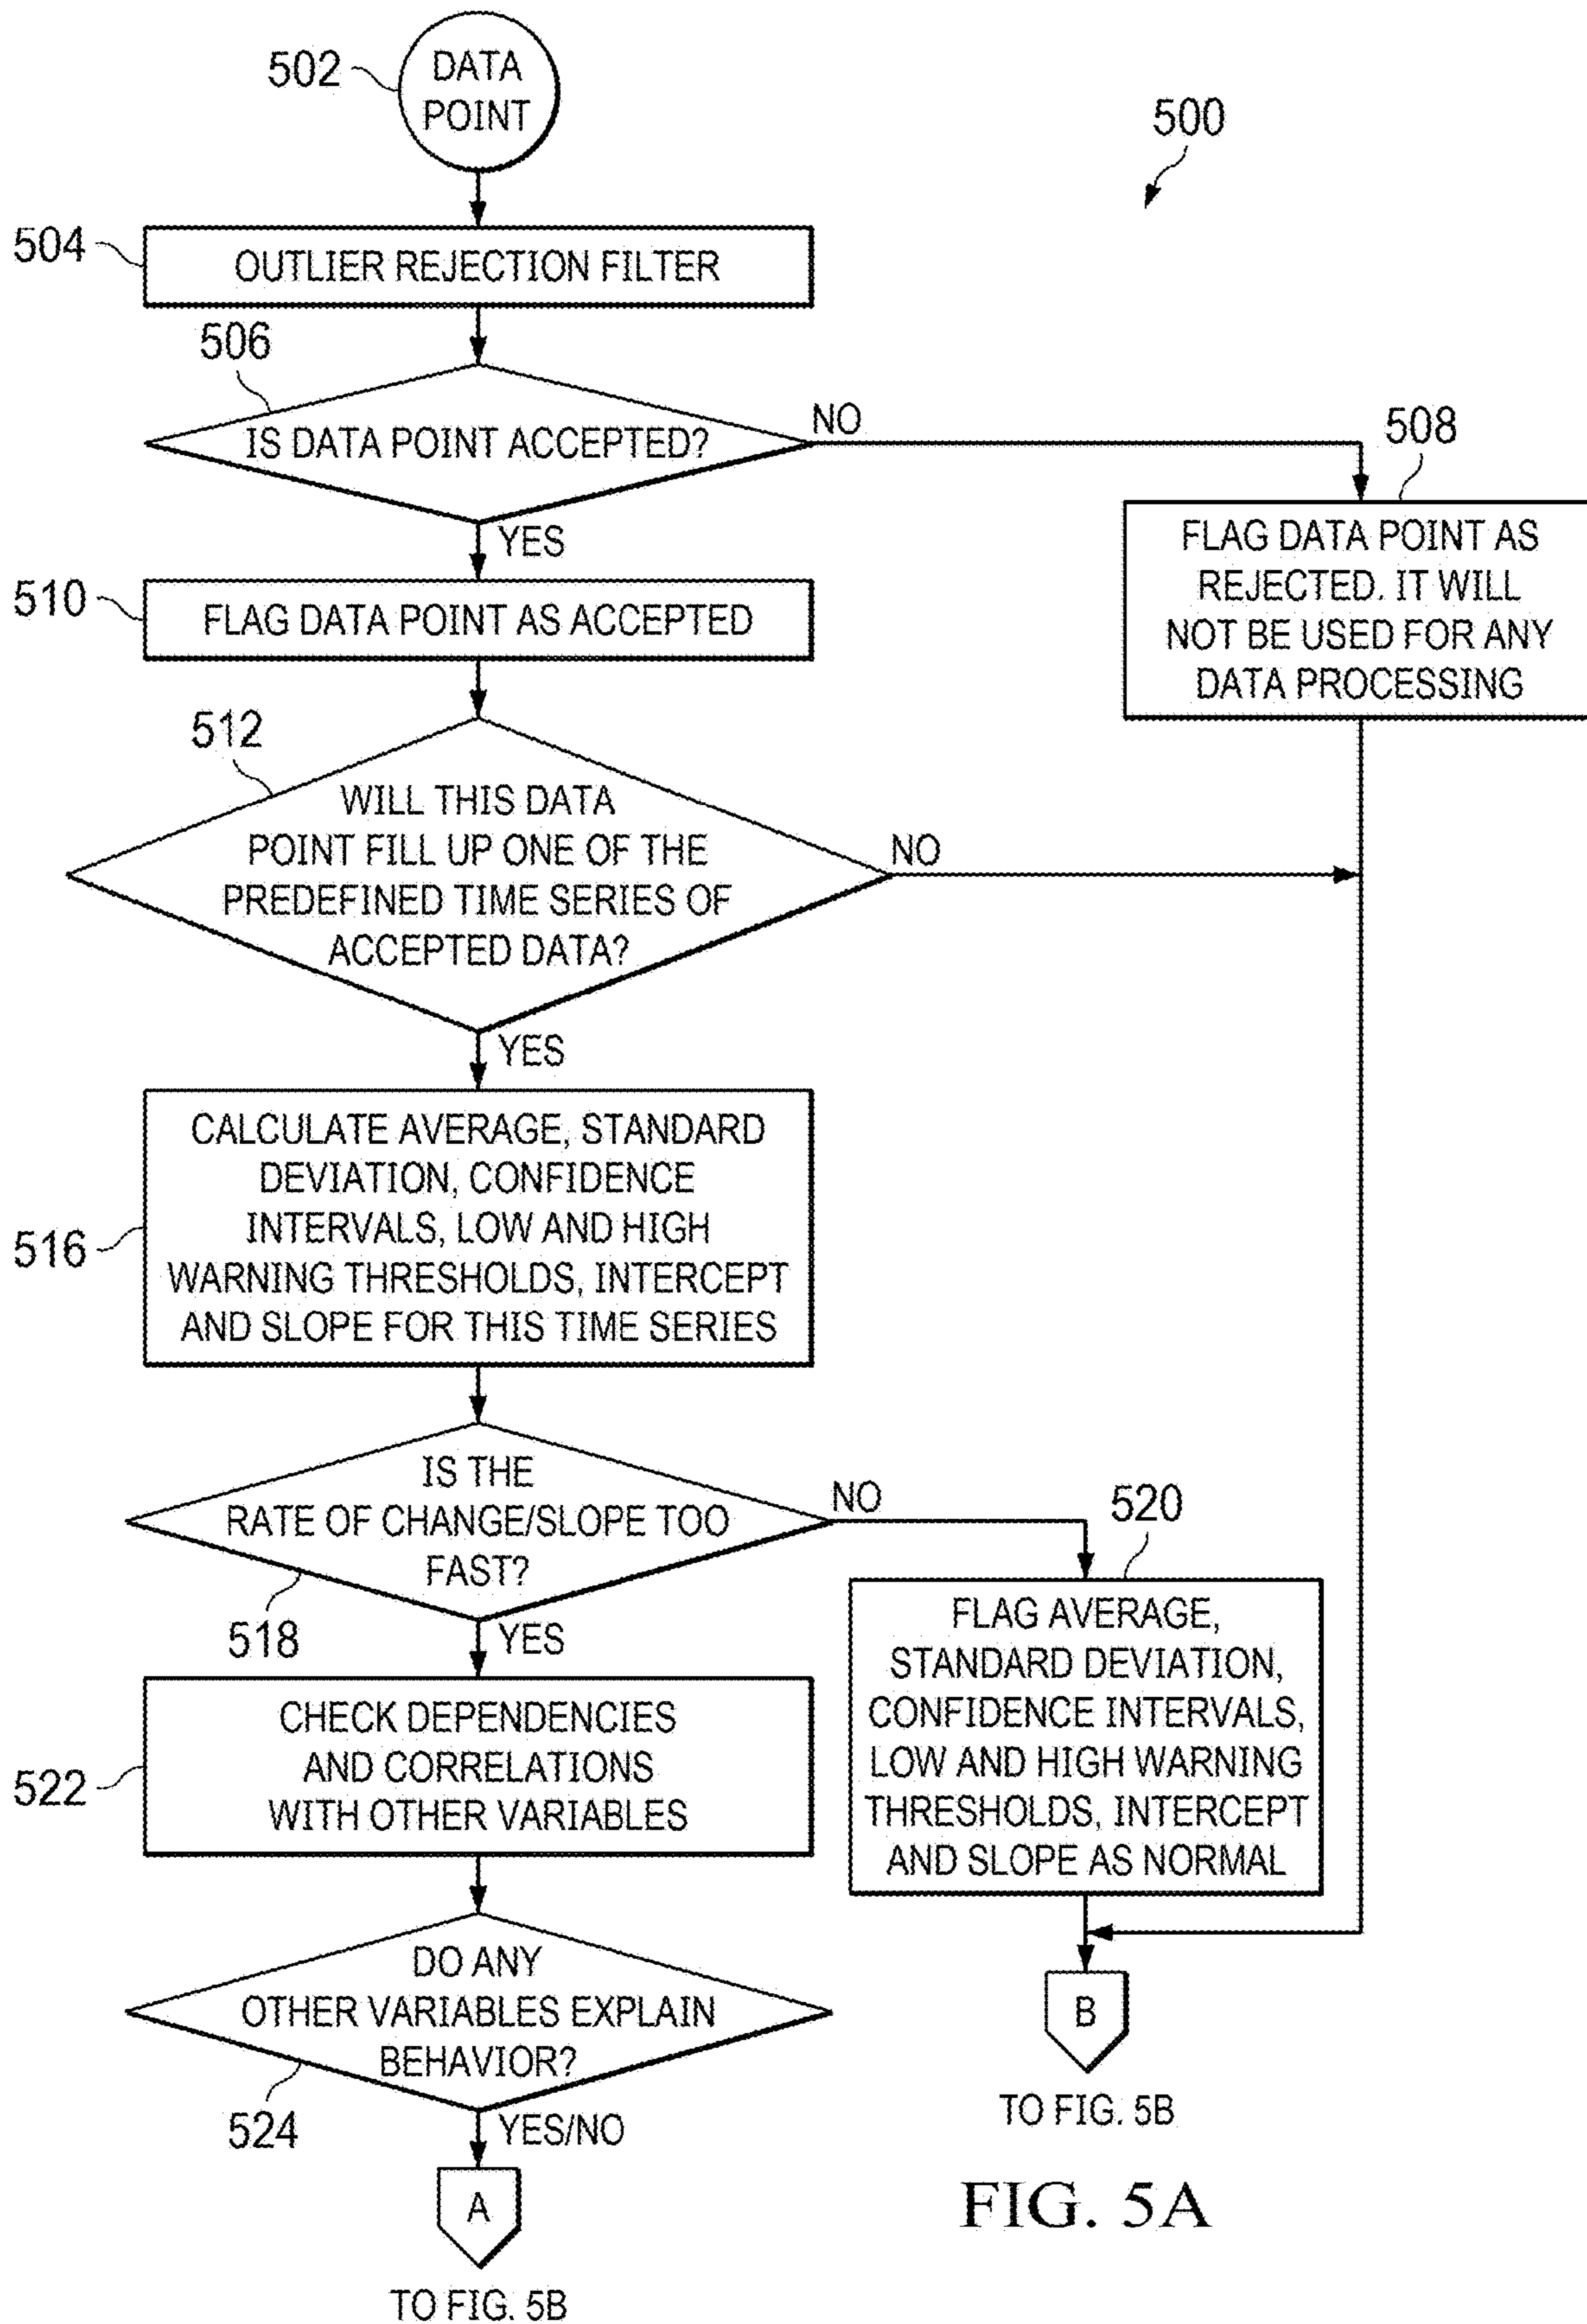 502
DATA
POINT
500
504
OUTLIER REJECTION FILTER
506
IS DATA POINT ACCEPTED?
NO
508
YES
FLAG DATA POINT AS
REJECTED. IT WILL
NOT BE USED FOR ANY
DATA PROCESSING
510
FLAG DATA POINT AS ACCEPTED
512
WILL THIS DATA
POINT FILL UP ONE OF THE
PREDEFINED TIME SERIES OF
ACCEPTED DATA?
NO
YES
516
CALCULATE AVERAGE, STANDARD
DEVIATION, CONFIDENCE
INTERVALS, LOW AND HIGH
WARNING THRESHOLDS, INTERCEPT
AND SLOPE FOR THIS TIME SERIES
IS THE
RATE OF CHANGE/SLOPE TOO
FAST?
NO
518
YES
520
FLAG AVERAGE,
STANDARD DEVIATION,
CONFIDENCE INTERVALS,
LOW AND HIGH WARNING
THRESHOLDS, INTERCEPT
AND SLOPE AS NORMAL
522
CHECK DEPENDENCIES
AND CORRELATIONS
WITH OTHER VARIABLES
DO ANY
OTHER VARIABLES EXPLAIN
BEHAVIOR?
524
YES/NO
B
TO FIG. 5B
A
TO FIG. 5B
FIG. 5A